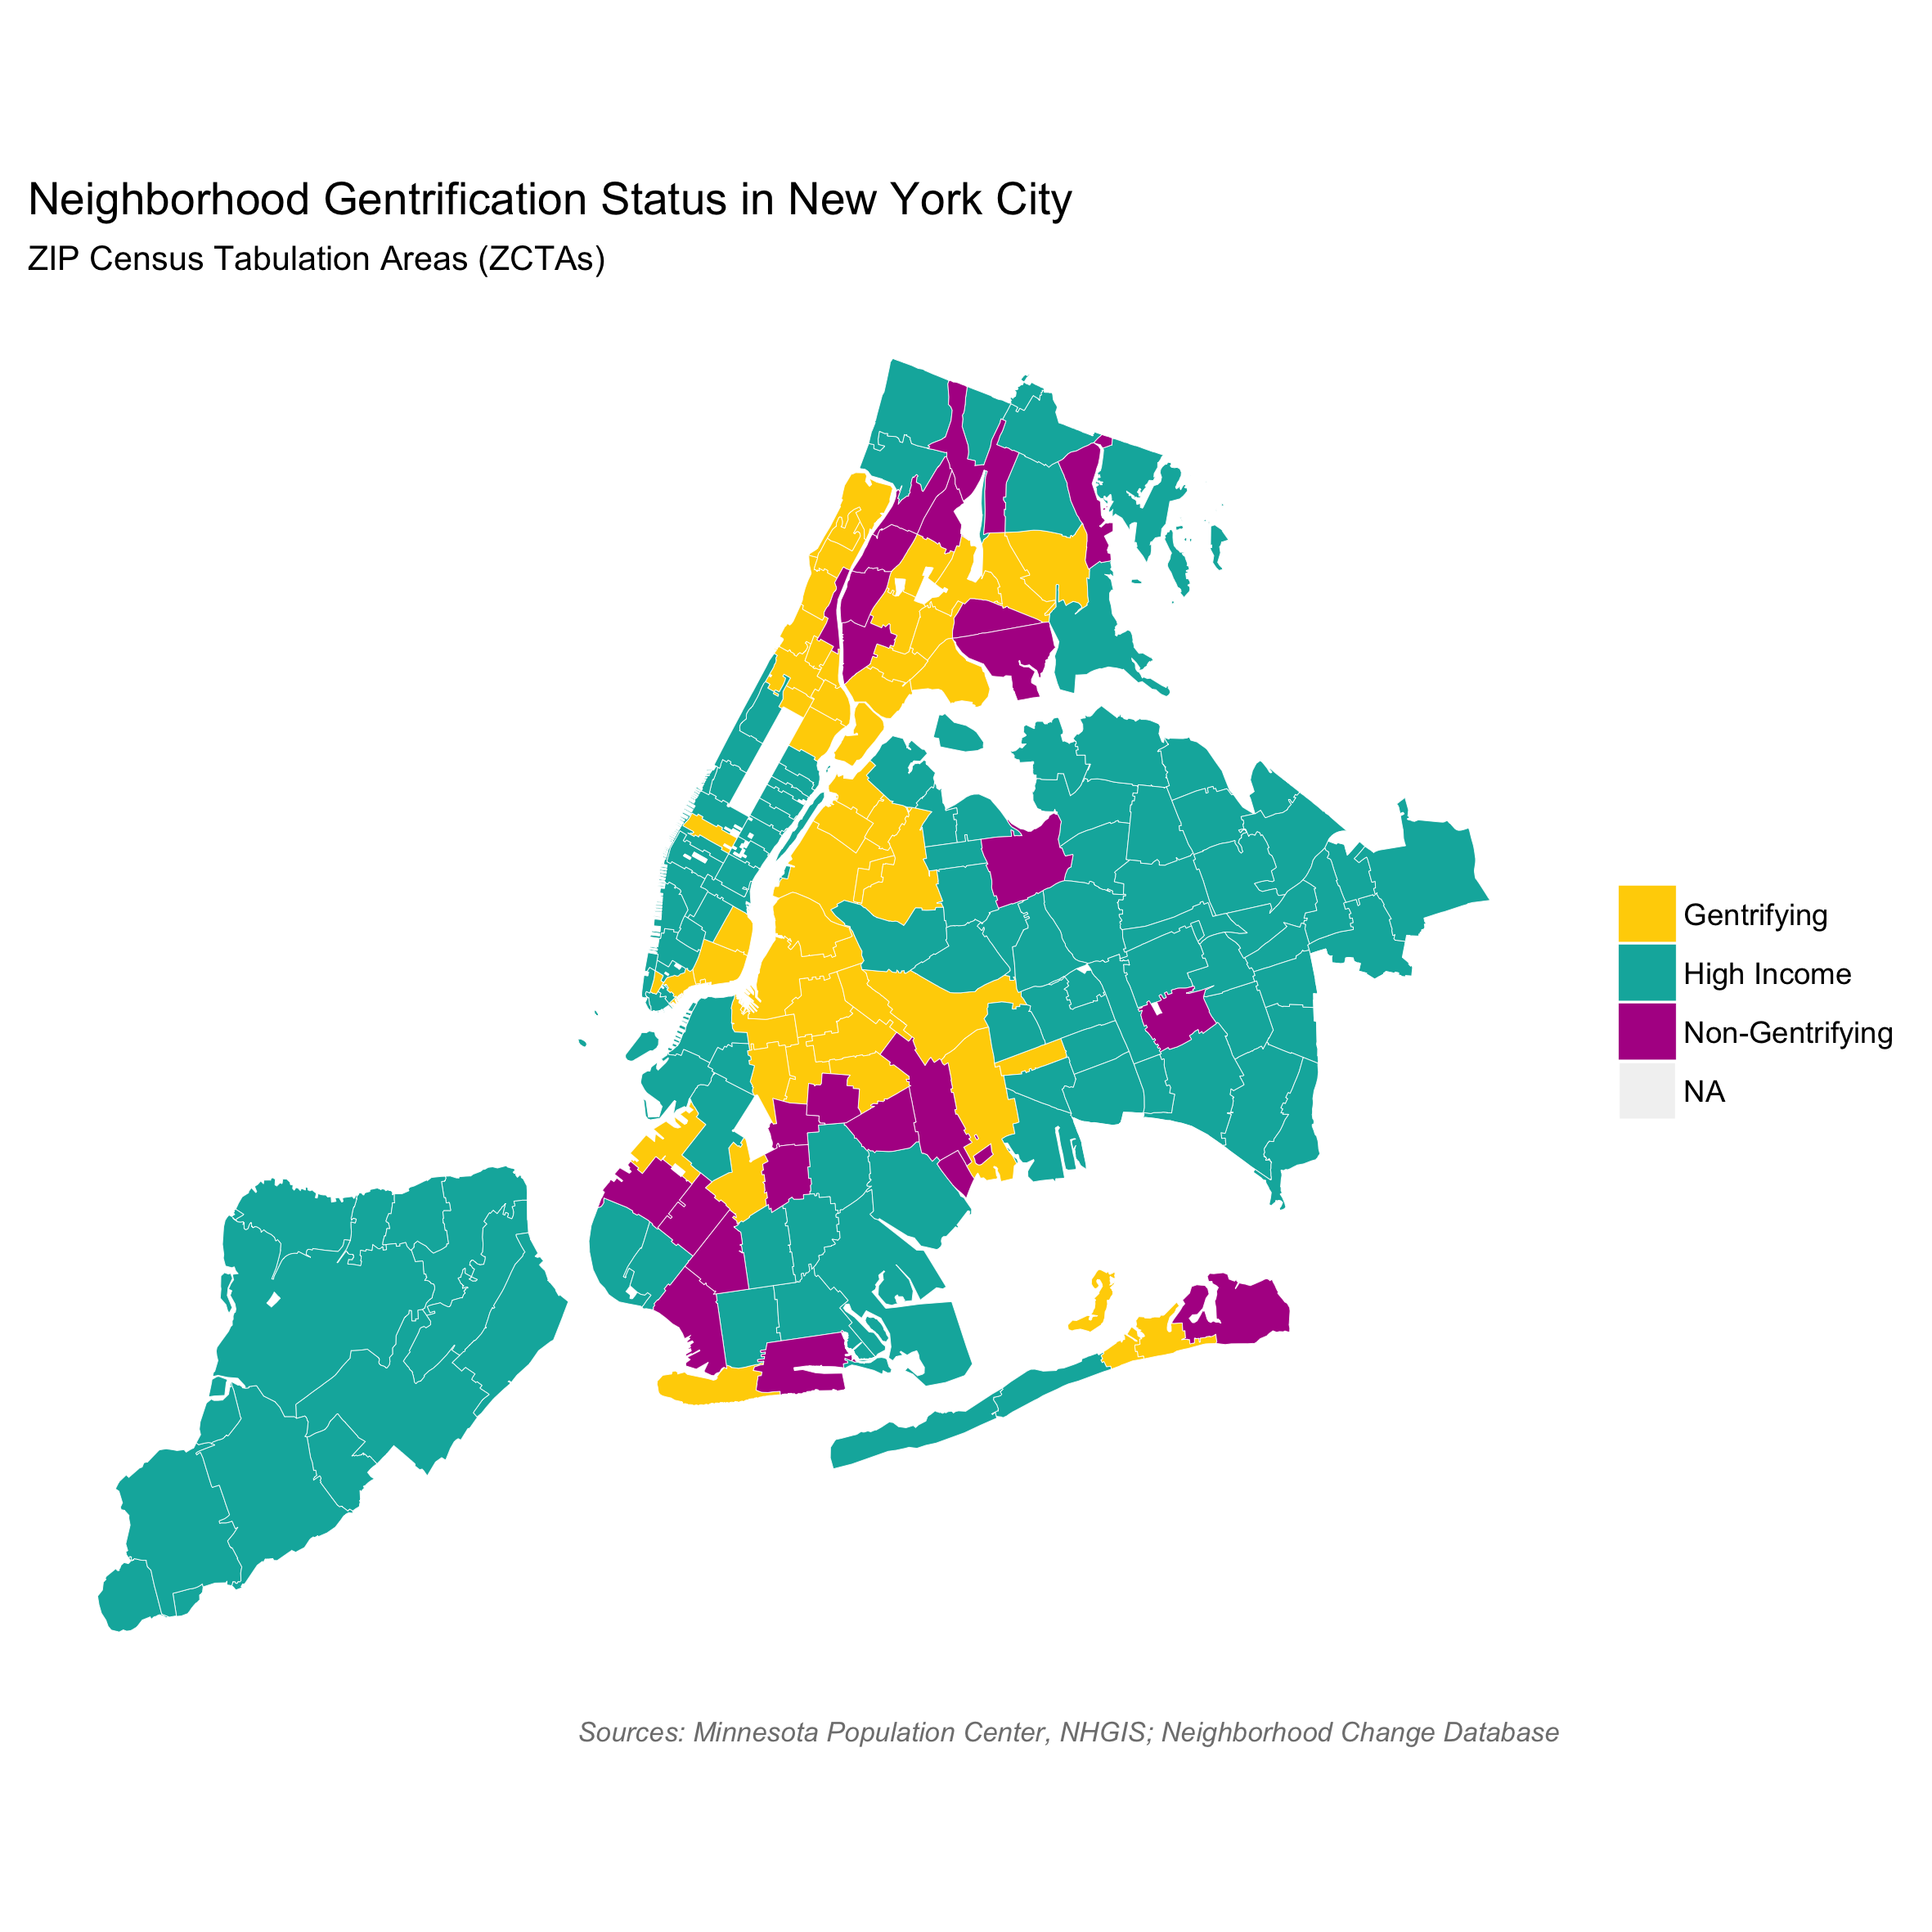 Neighborhood Gentrification Status in New York City
ZIP Census Tabulation Areas (ZCTAs)
Gentrifying
High Income
Non-Gentrifying
NA
Sources: Minnesota Population Center, NHGIS; Neighborhood Change Database